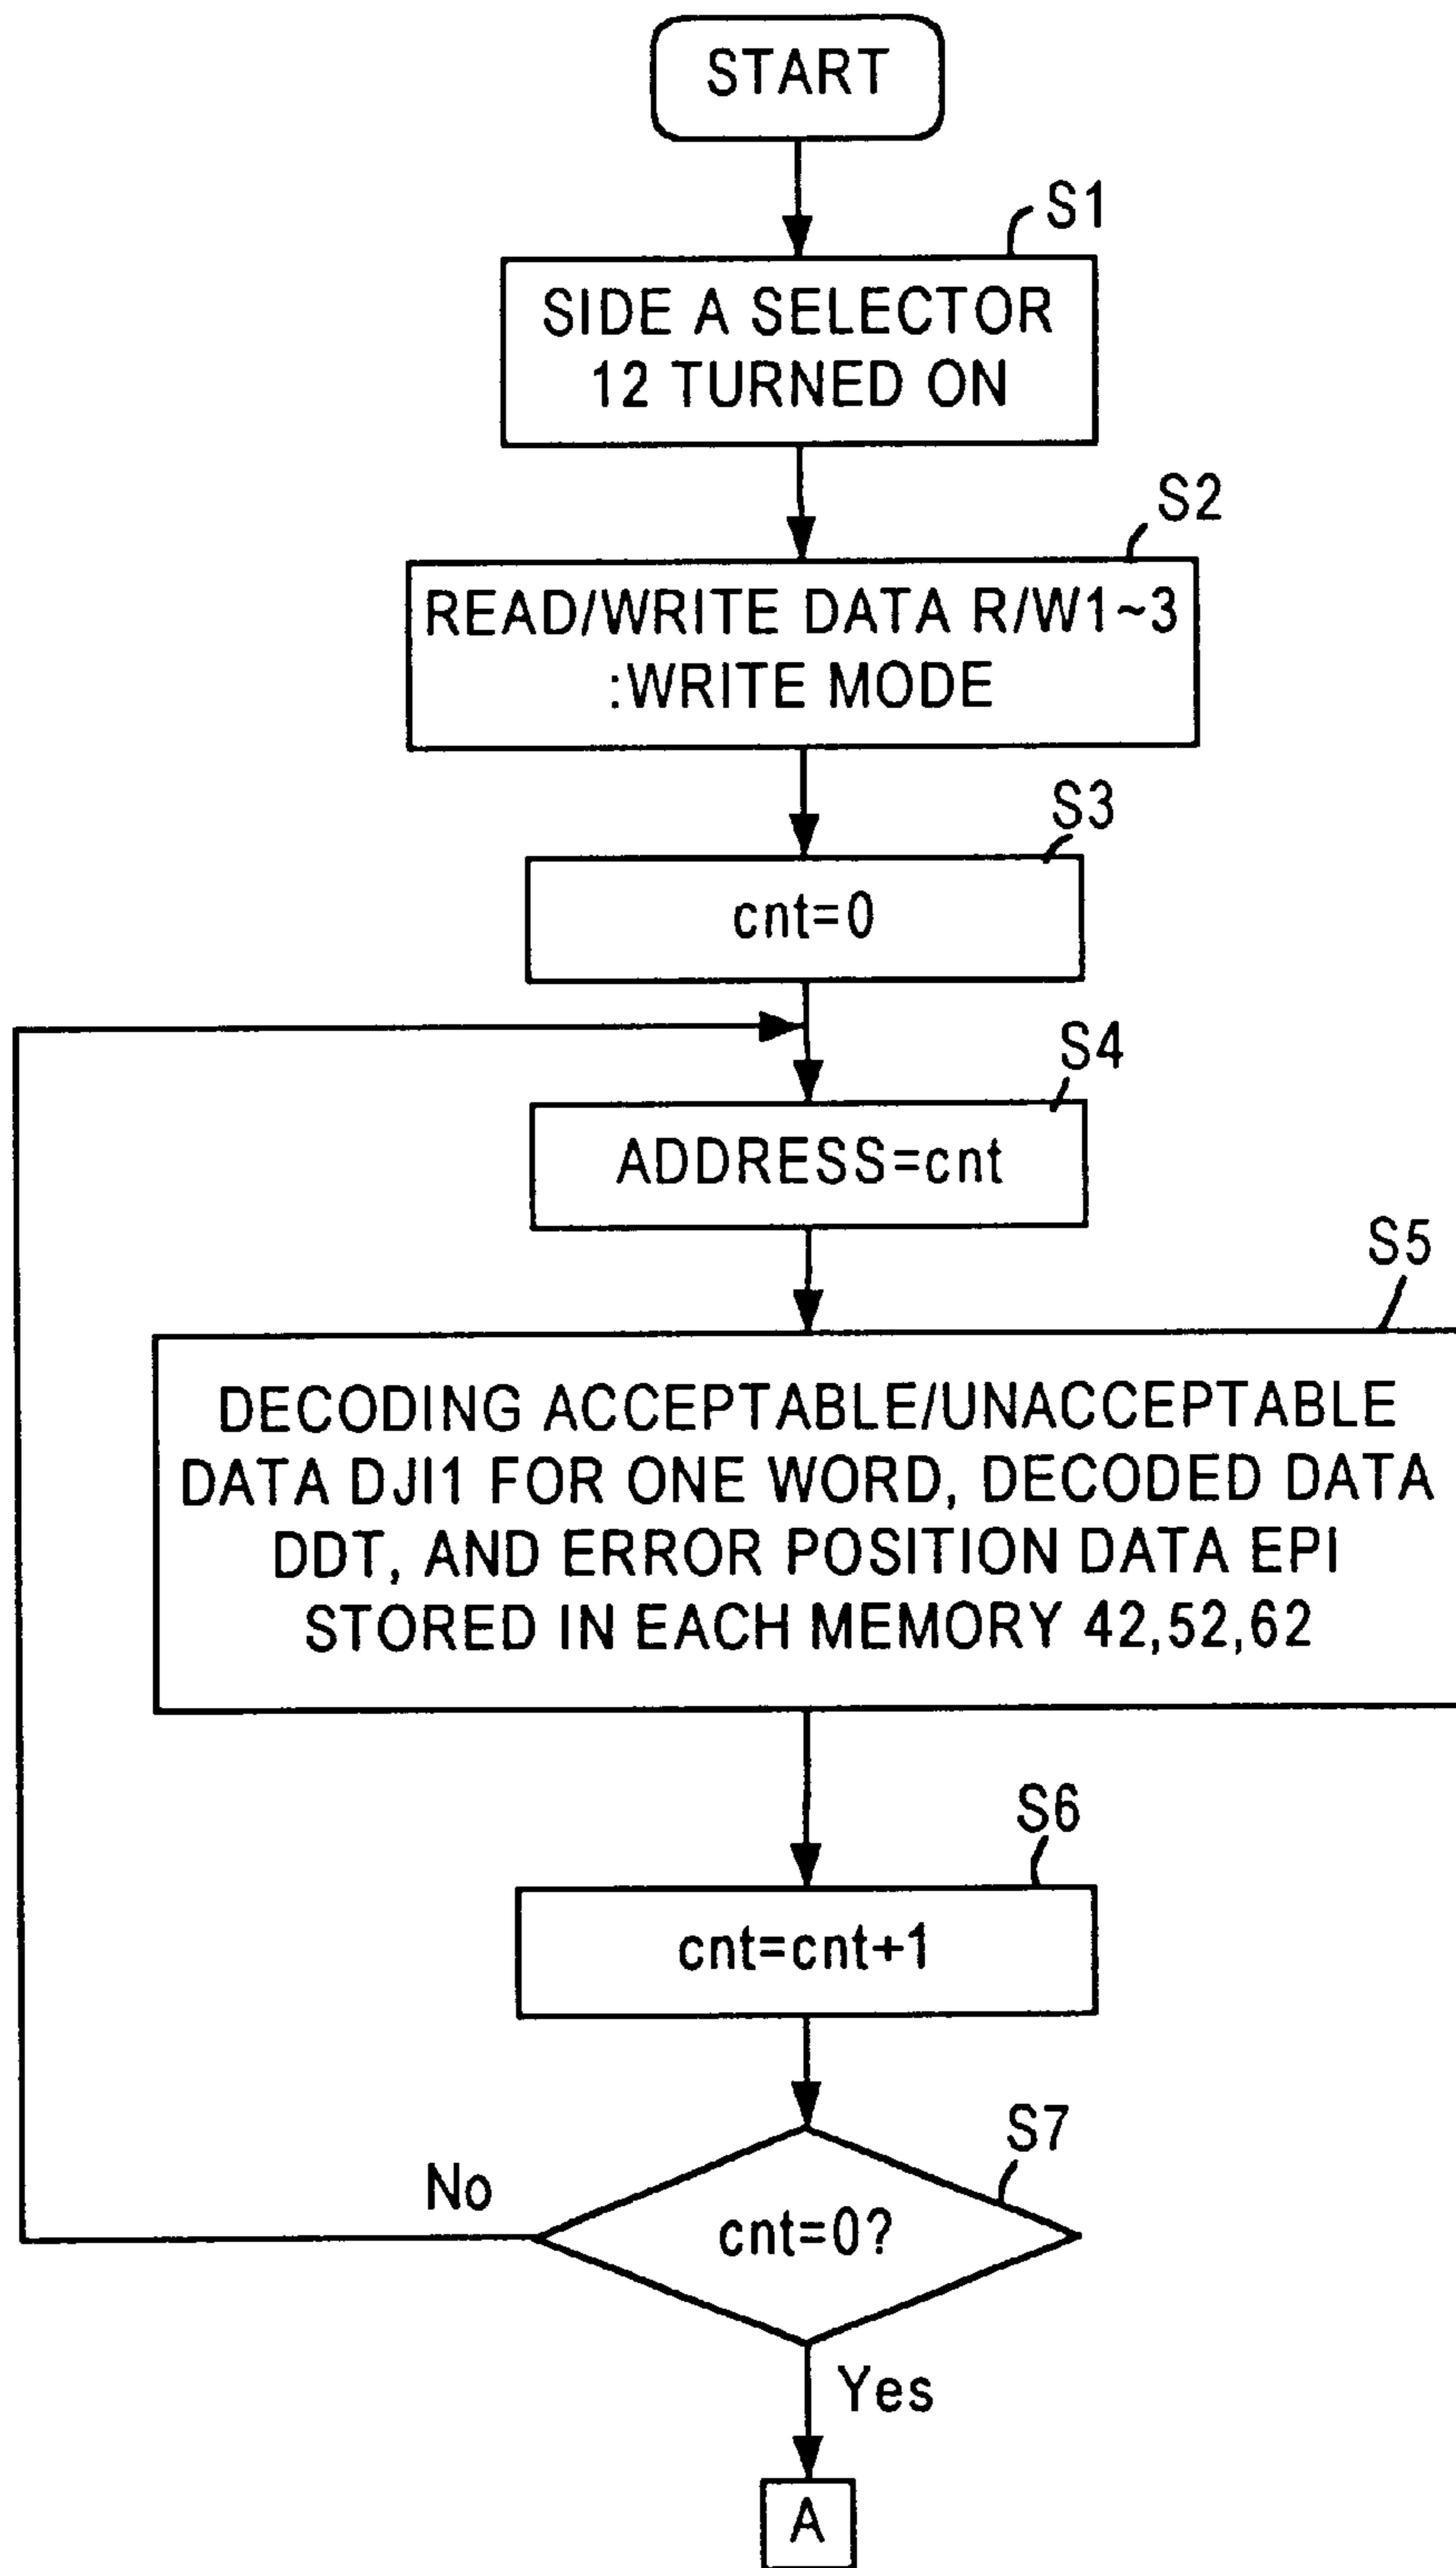 START
S1
SIDE A SELECTOR
12 TURNED ON
S2
READ/WRITE DATA R/W1~3
:WRITE MODE
S3
cnt=0
S4
ADDRESS=cnt
S5
DECODING ACCEPTABLE/UNACCEPTABLE
DATA DJI1 FOR ONE WORD, DECODED DATA
DDT, AND ERROR POSITION DATA EPI
STORED IN EACH MEMORY 42,52,62
S6
cnt=cnt+1
S7
No
cnt=0?
Yes
A